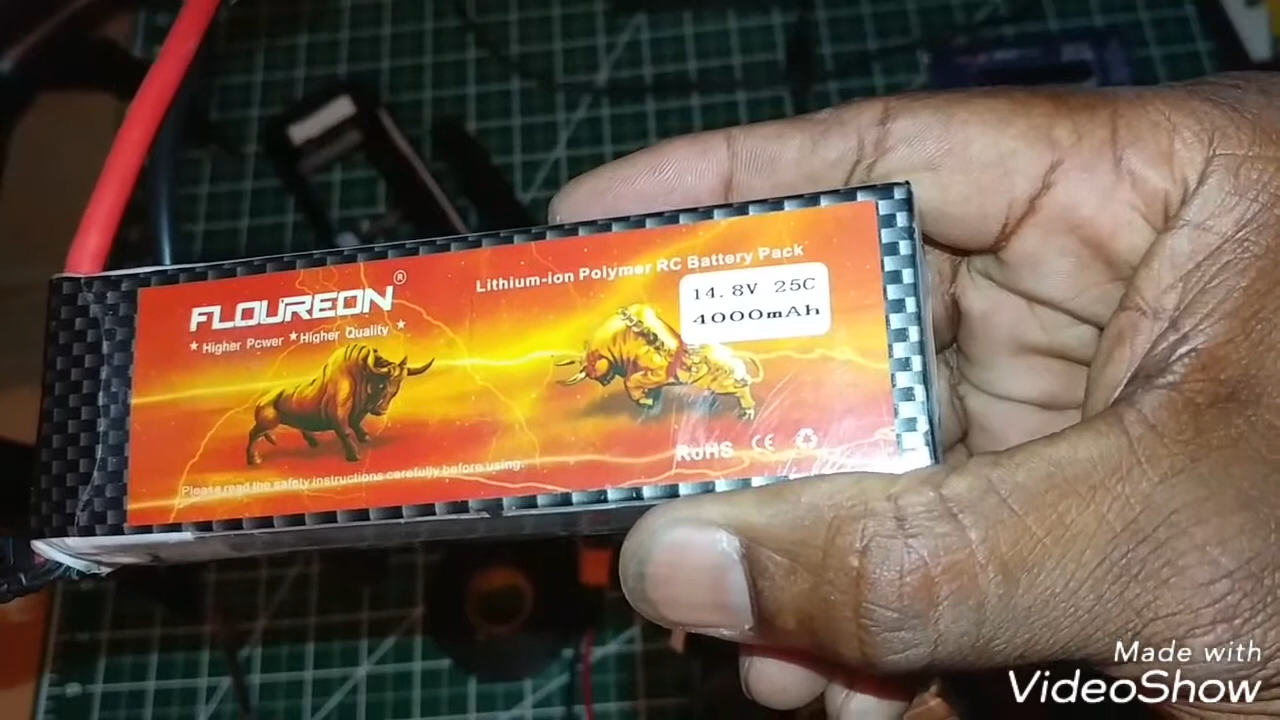 FLOUREON®
★Higher Power ★Higher Quality ★
Lithium-ion Polymer RC Battery Pack
14.8V 25C
4000mAh
RoHS CE
Please read the safety instructions carefully before using.
Made with
VideoShow